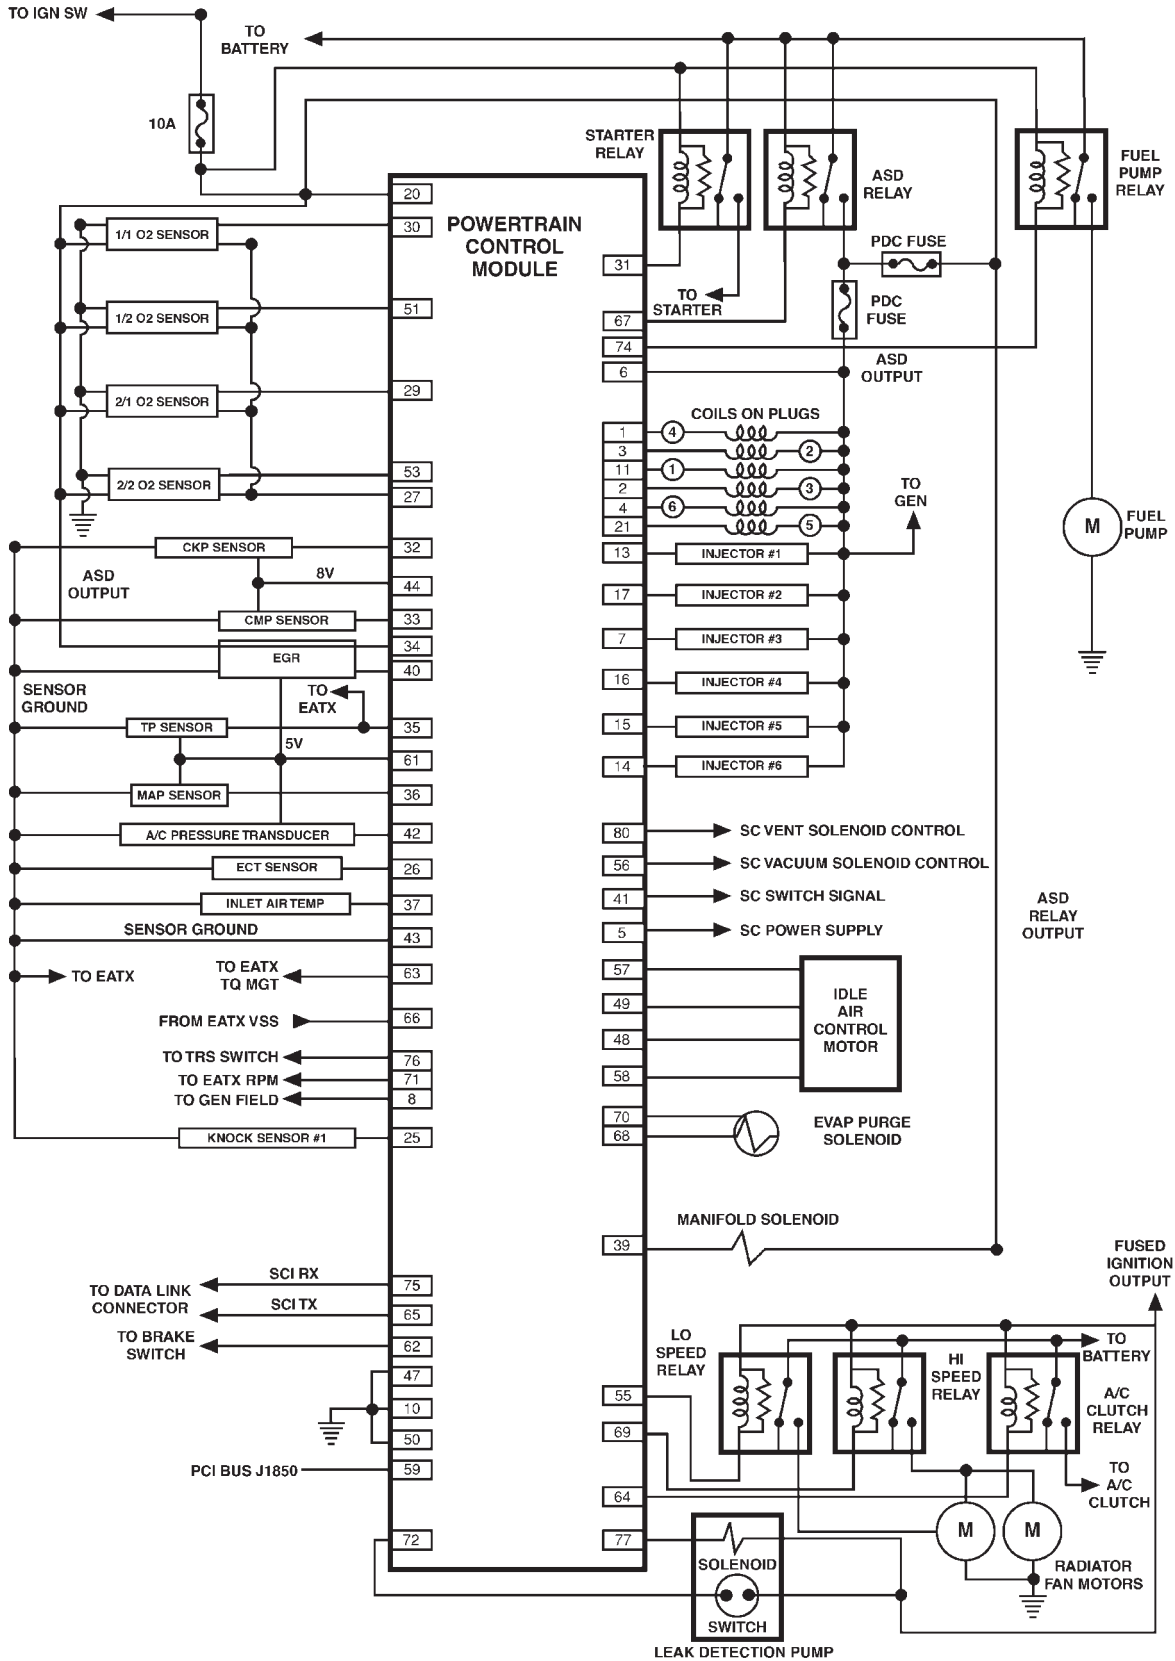 TO IGN SW
TO
BATTERY
10A
STARTER
RELAY
ASD
RELAY
FUEL
PUMP
RELAY
POWERTRAIN
CONTROL
MODULE
20
30
51
29
53
27
32
44
33
34
40
35
61
36
42
26
37
43
63
66
76
71
8
25
75
65
62
47
10
50
59
72
1/1 O2 SENSOR
1/2 O2 SENSOR
2/1 O2 SENSOR
2/2 O2 SENSOR
CKP SENSOR
ASD
OUTPUT
8V
CMP SENSOR
EGR
SENSOR
GROUND
TO
EATX
TP SENSOR
5V
MAP SENSOR
A/C PRESSURE TRANSDUCER
ECT SENSOR
INLET AIR TEMP
SENSOR GROUND
TO EATX
TO EATX
TQ MGT
FROM EATX VSS
TO TRS SWITCH
TO EATX RPM
TO GEN FIELD
KNOCK SENSOR #1
SCI RX
TO DATA LINK
CONNECTOR
SCI TX
TO BRAKE
SWITCH
PCI BUS J1850
31
67
74
6
1
3
11
2
4
21
13
17
7
16
15
14
80
56
41
5
57
49
48
58
70
68
39
55
69
64
77
TO
STARTER
PDC FUSE
PDC
FUSE
ASD
OUTPUT
COILS ON PLUGS
4
2
1
3
6
5
TO
GEN
M
FUEL
PUMP
INJECTOR #1
INJECTOR #2
INJECTOR #3
INJECTOR #4
INJECTOR #5
INJECTOR #6
SC VENT SOLENOID CONTROL
SC VACUUM SOLENOID CONTROL
SC SWITCH SIGNAL
SC POWER SUPPLY
ASD
RELAY
OUTPUT
IDLE
AIR
CONTROL
MOTOR
EVAP PURGE
SOLENOID
MANIFOLD SOLENOID
FUSED
IGNITION
OUTPUT
LO
SPEED
RELAY
HI
SPEED
RELAY
TO
BATTERY
A/C
CLUTCH
RELAY
TO
A/C
CLUTCH
M
M
RADIATOR
FAN MOTORS
SOLENOID
SWITCH
LEAK DETECTION PUMP